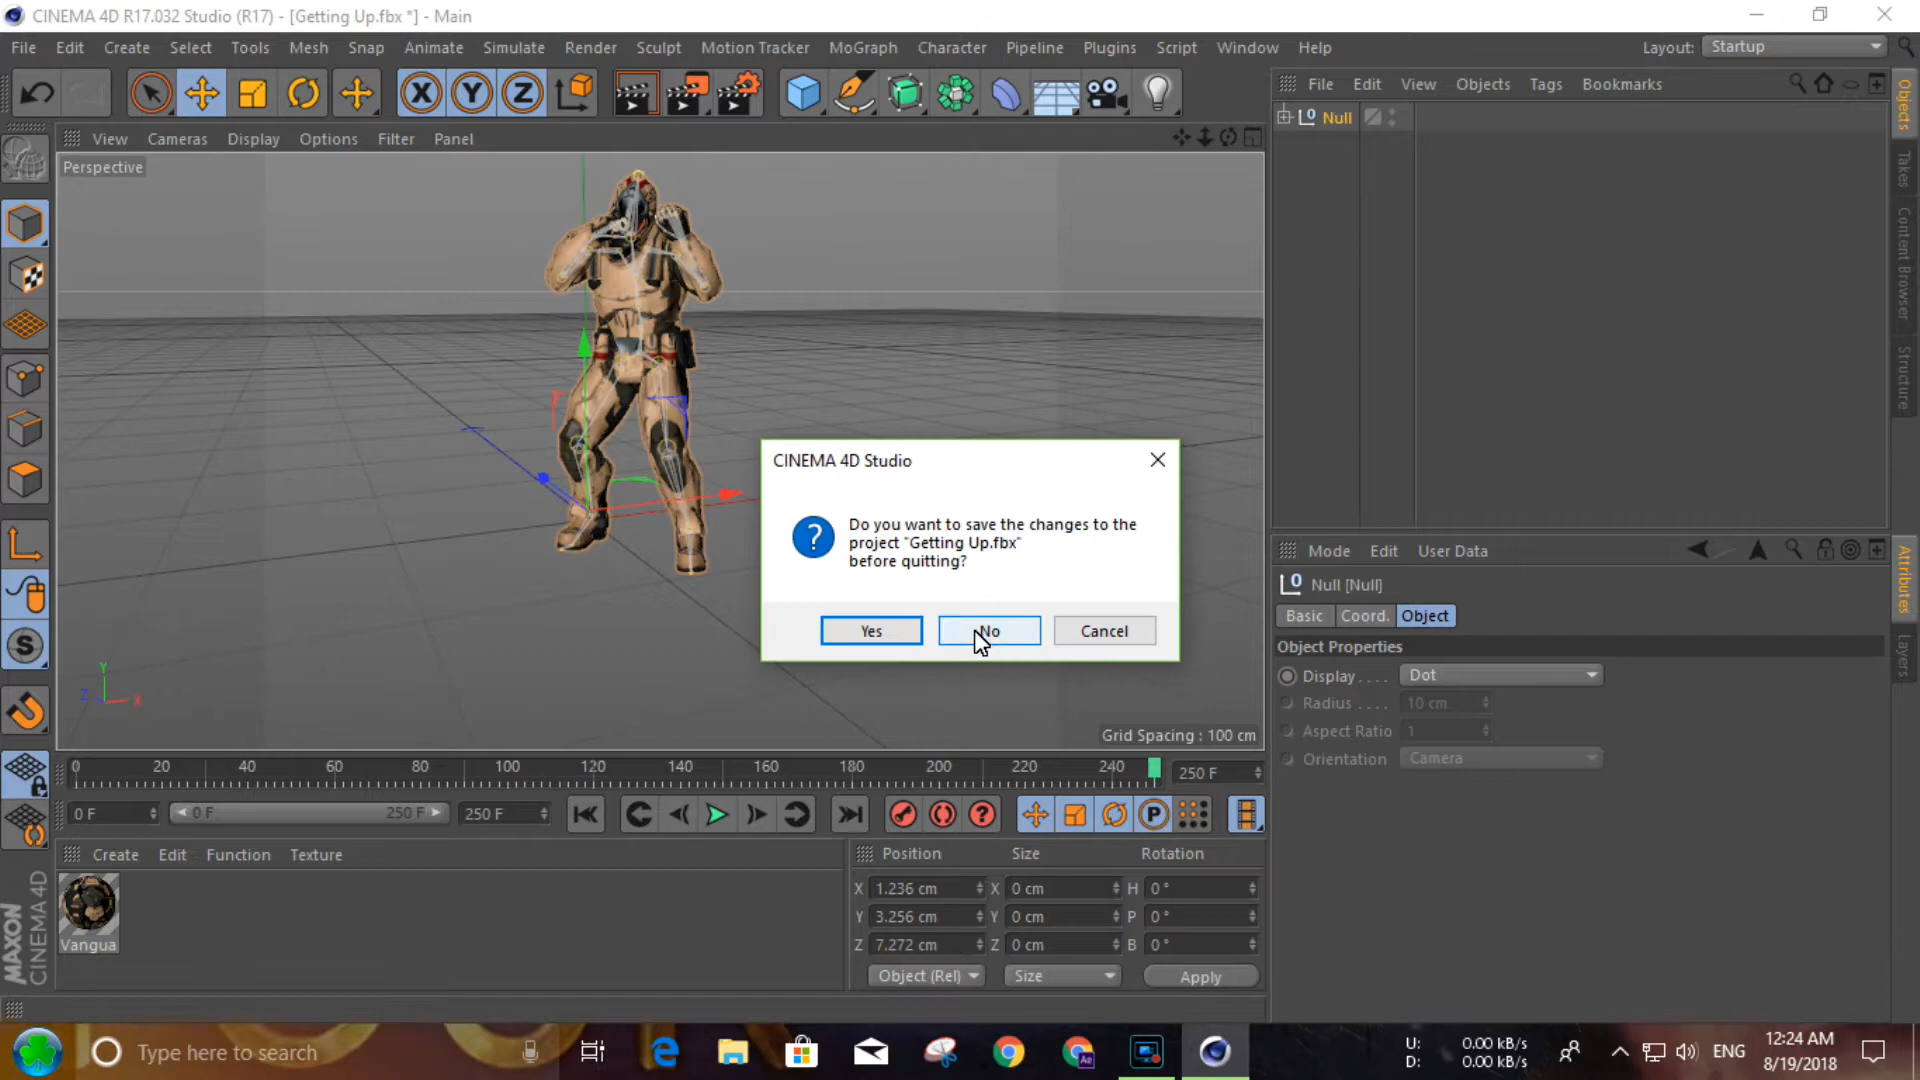 CINEMA 4D R17.032 Studio (R17) - [Getting Up.fbx *] - Main
File Edit Create Select Tools Mesh Snap Animate Simulate Render Sculpt Motion Tracker MoGraph Character Pipeline Plugins Script Window Help Layout: Startup
X Y Z
File Edit View Objects Tags Bookmarks
Objects
Takes
Content Browser
Structure
Null
View Cameras Display Options Filter Panel
Perspective
CINEMA 4D Studio
Do you want to save the changes to the
project "Getting Up.fbx"
before quitting?
Yes No Cancel
Y
Z X
Grid Spacing : 100 cm
Mode Edit User Data
Attributes
Layers
Null [Null]
Basic Coord. Object
Object Properties
Display . . . . Dot
Radius . . . . 10 cm
Aspect Ratio 1
Orientation Camera
0 20 40 60 80 100 120 140 160 180 200 220 240 250 F
0 F 0 F 250 F 250 F
Create Edit Function Texture
Vangua
Position Size Rotation
X 1.236 cm X 0 cm H 0 °
Y 3.256 cm Y 0 cm P 0 °
Z 7.272 cm Z 0 cm B 0 °
Object (Rel) Size Apply
MAXON
CINEMA 4D
Type here to search
Ae
U: 0.00 kB/s
D: 0.00 kB/s
ENG
12:24 AM
8/19/2018